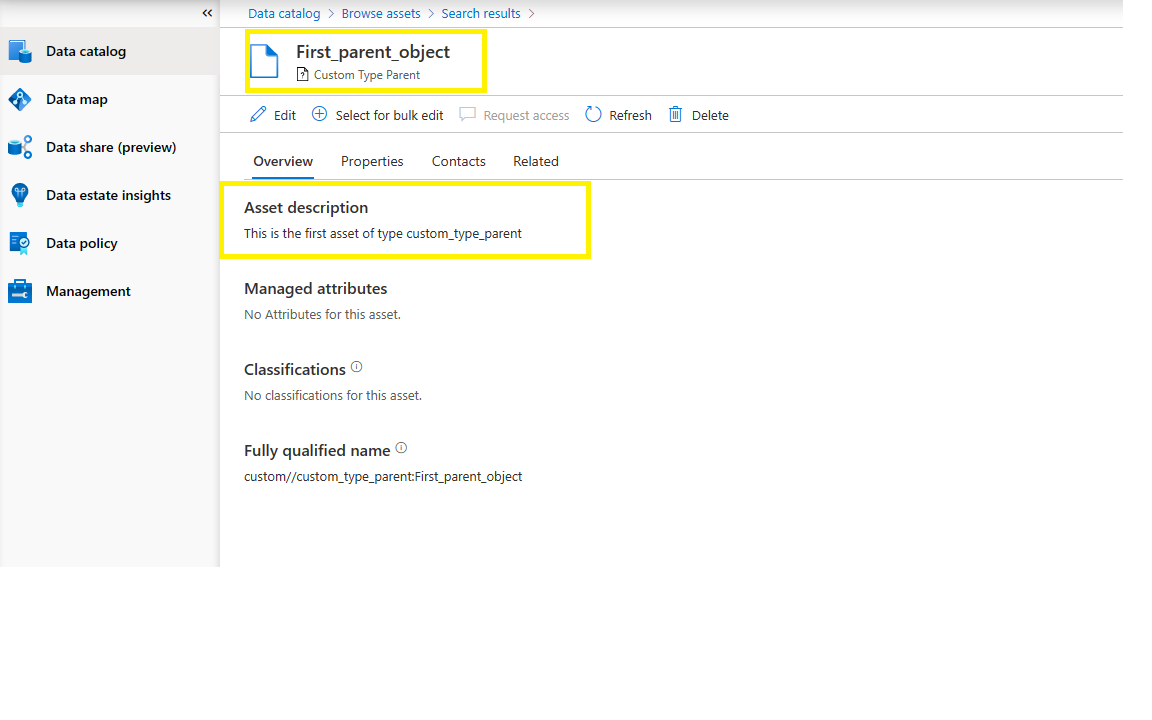 Data catalog
Data map
Data share (preview)
Data estate insights
Data policy
Management
Data catalog > Browse assets > Search results >
First_parent_object
Custom Type Parent
Edit Select for bulk edit Request access Refresh Delete
Overview Properties Contacts Related
Asset description
This is the first asset of type custom_type_parent
Managed attributes
No Attributes for this asset.
Classifications
No classifications for this asset.
Fully qualified name
custom//custom_type_parent:First_parent_object